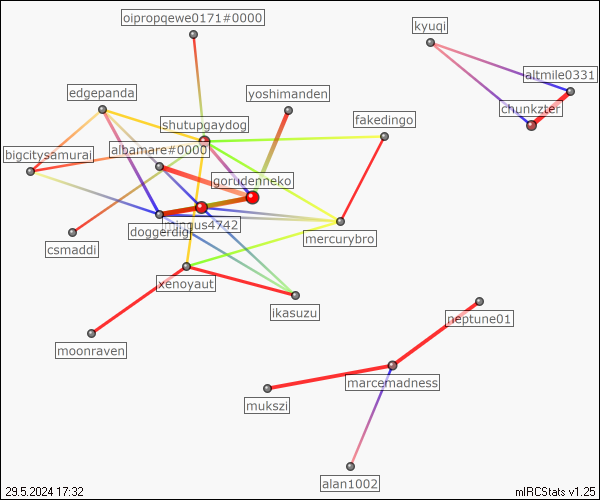 oipropqewe0171#0000
kyuqi
altmile0331
edgepanda
yoshimanden
chunkzter
shutupgaydog
fakedingo
albamare#0000
bigcitysamurai
gorudenneko
mingus4742
doggerdig
mercurybro
csmaddi
xenoyaut
ikasuzu
neptune01
moonraven
marcemadness
mukszi
alan1002
29.5.2024 17:32
mIRCStats v1.25